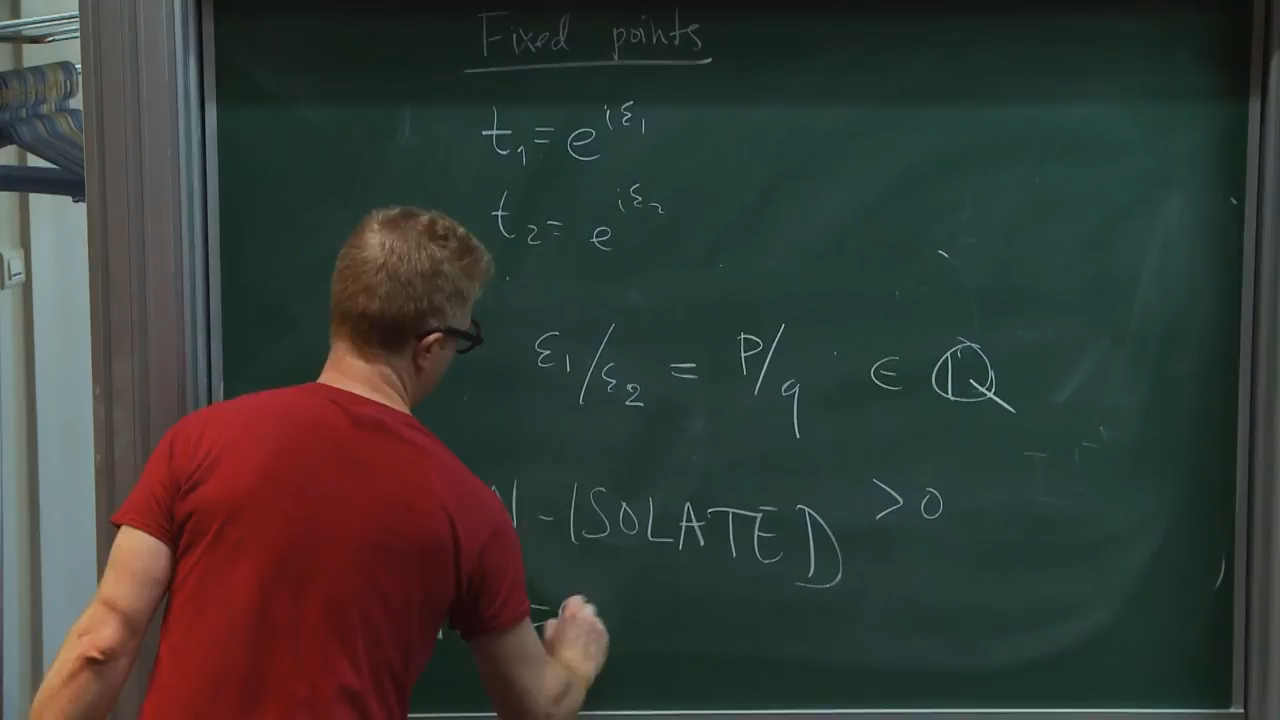 Fixed points
t₁ = e^{iε₁}
t₂ = e^{iε₂}
ε₁/ε₂ = p/q ∈ ℚ
N-ISOLATED > 0
=